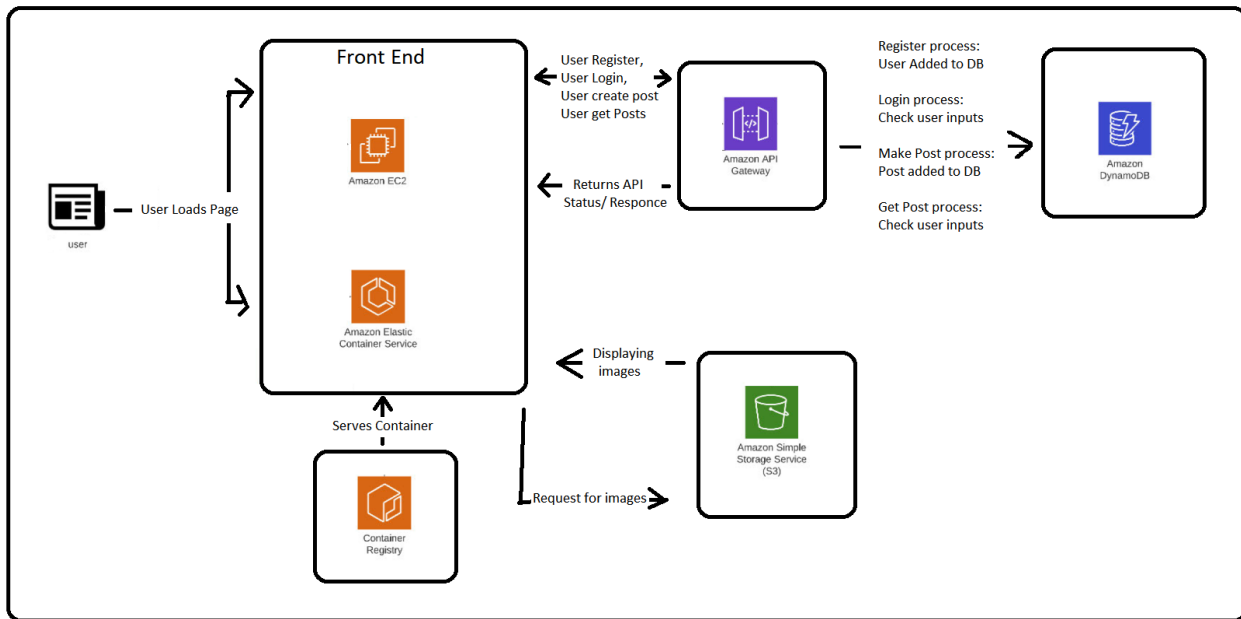 Front End
Amazon EC2
Amazon Elastic
Container Service
user
User Loads Page
User Register,
User Login,
User create post
User get Posts
Returns API
Status/ Responce
Amazon API
Gateway
Register process:
User Added to DB
Login process:
Check user inputs
Make Post process:
Post added to DB
Get Post process:
Check user inputs
Amazon
DynamoDB
Displaying
images
Amazon Simple
Storage Service
(S3)
Request for images
Serves Container
Container
Registry